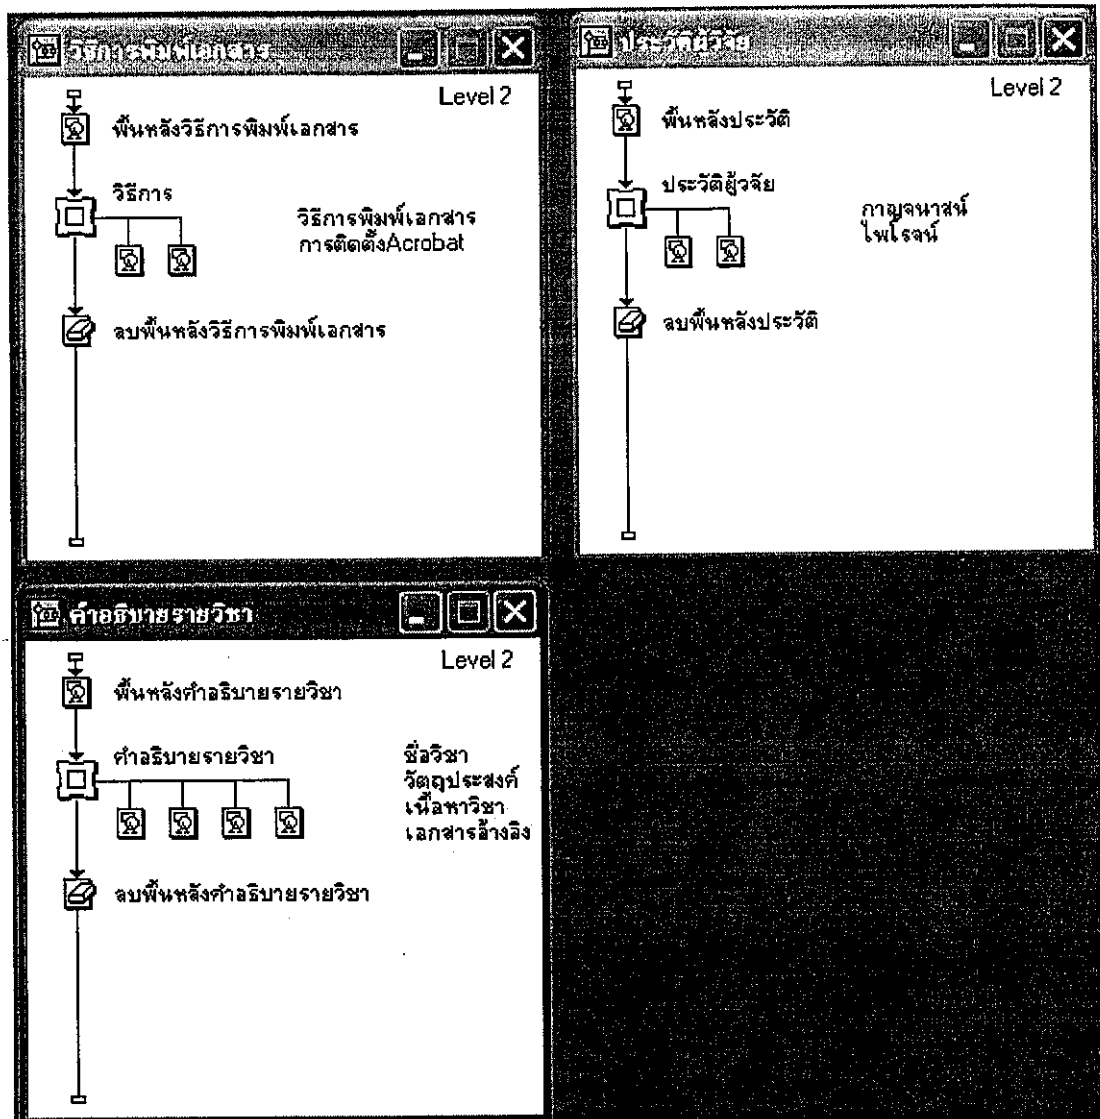 วิธีการพิมพ์เอกสาร
Level 2
พื้นหลังวิธีการพิมพ์เอกสาร
วิธีการ
วิธีการพิมพ์เอกสาร
การติดตั้งAcrobat
ลบพื้นหลังวิธีการพิมพ์เอกสาร
ประวัติผู้วิจัย
Level 2
พื้นหลังประวัติ
ประวัติผู้วจัย
กาญจนาสน์
ไพโรจน์
ลบพื้นหลังประวัติ
คำอธิบายรายวิชา
Level 2
พื้นหลังคำอธิบายรายวิชา
คำอธิบายรายวิชา
ชื่อวิชา
วัตถุประสงค์
เนื้อหาวิชา
เอกสารอ้างอิง
ลบพื้นหลังคำอธิบายรายวิชา